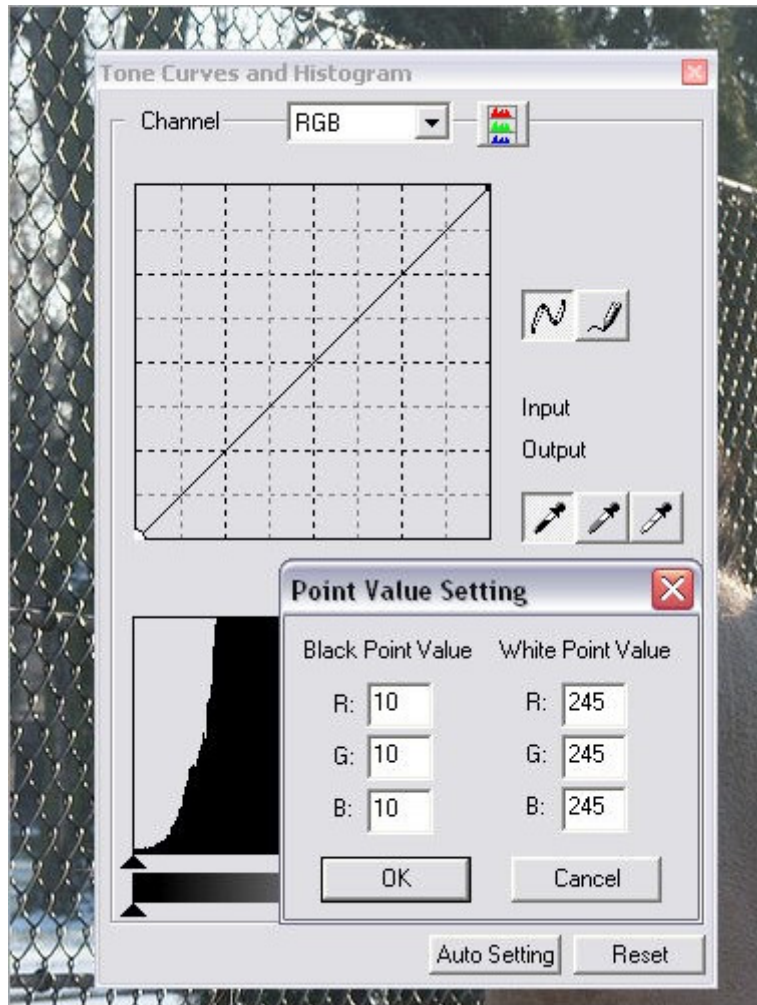 Tone Curves and Histogram
Channel RGB
Input
Output
Point Value Setting
Black Point Value White Point Value
R: 10 R: 245
G: 10 G: 245
B: 10 B: 245
OK Cancel
Auto Setting Reset